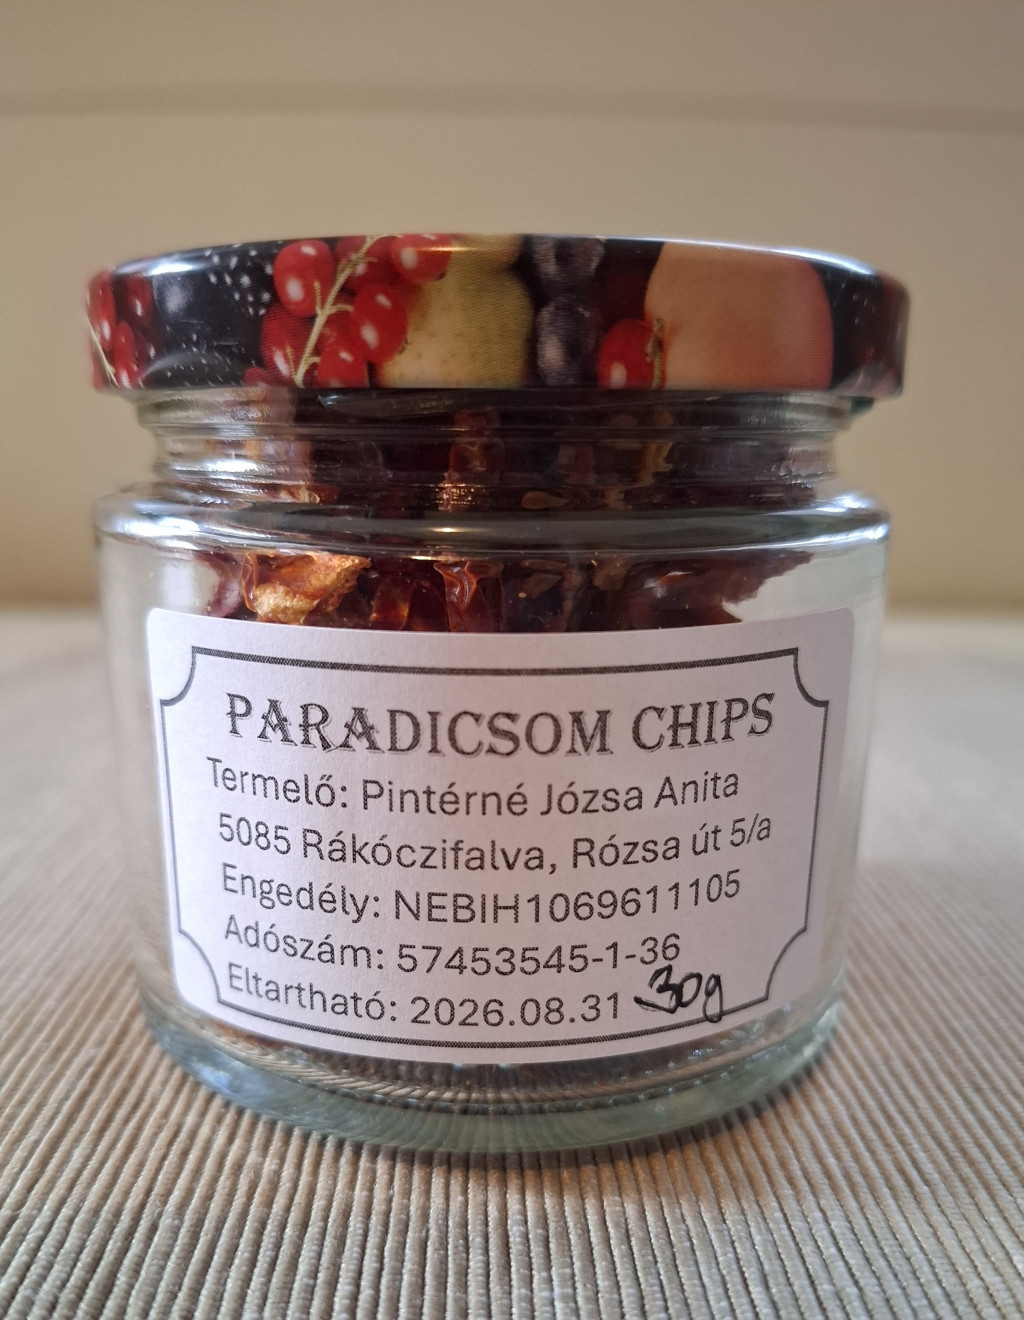 PARADICSOM CHIPS
Termelő: Pintérné Józsa Anita
5085 Rákóczifalva, Rózsa út 5/a
Engedély: NEBIH1069611105
Adószám: 57453545-1-36
Eltartható: 2026.08.31 30g